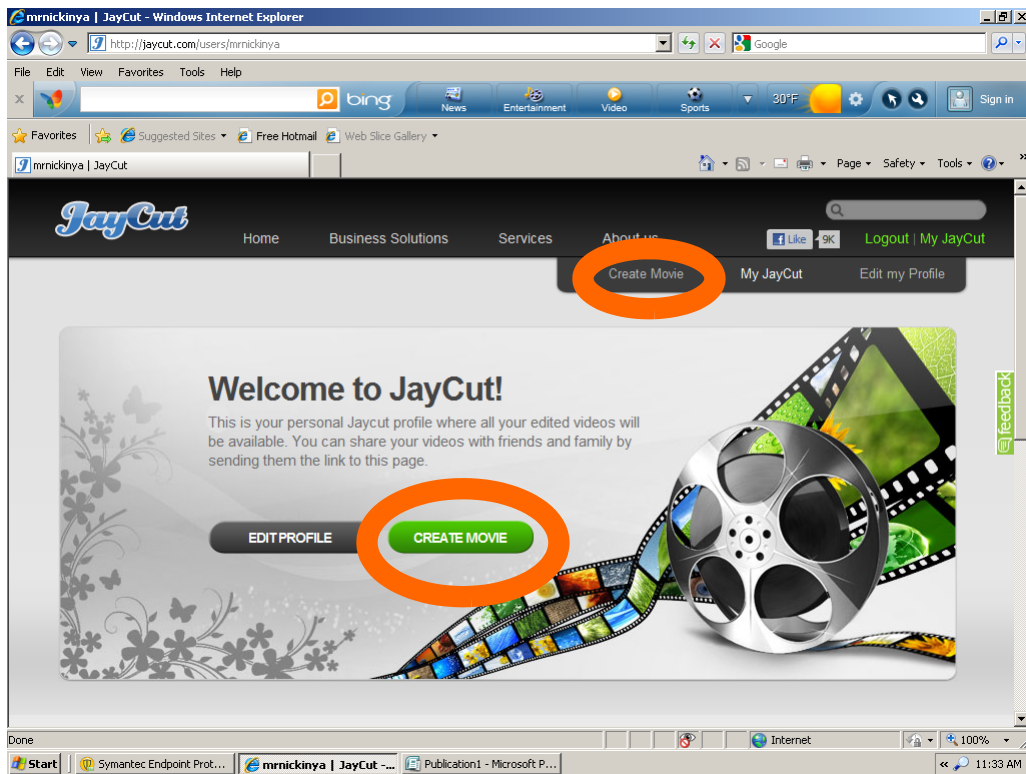 mrnickinya | JayCut - Windows Internet Explorer
http://jaycut.com/users/mrnickinya
Google
File Edit View Favorites Tools Help
x bing News Entertainment Video Sports 30°F Sign in
Favorites Suggested Sites Free Hotmail Web Slice Gallery
mrnickinya | JayCut Page Safety Tools »
JayCut
Home Business Solutions Services About us Like 9K Logout | My JayCut
Create Movie My JayCut Edit my Profile
Welcome to JayCut!
This is your personal Jaycut profile where all your edited videos will
be available. You can share your videos with friends and family by
sending them the link to this page.
EDIT PROFILE CREATE MOVIE
feedback
Done Internet 100%
Start Symantec Endpoint Prot... mrnickinya | JayCut -... Publication1 - Microsoft P... « 11:33 AM